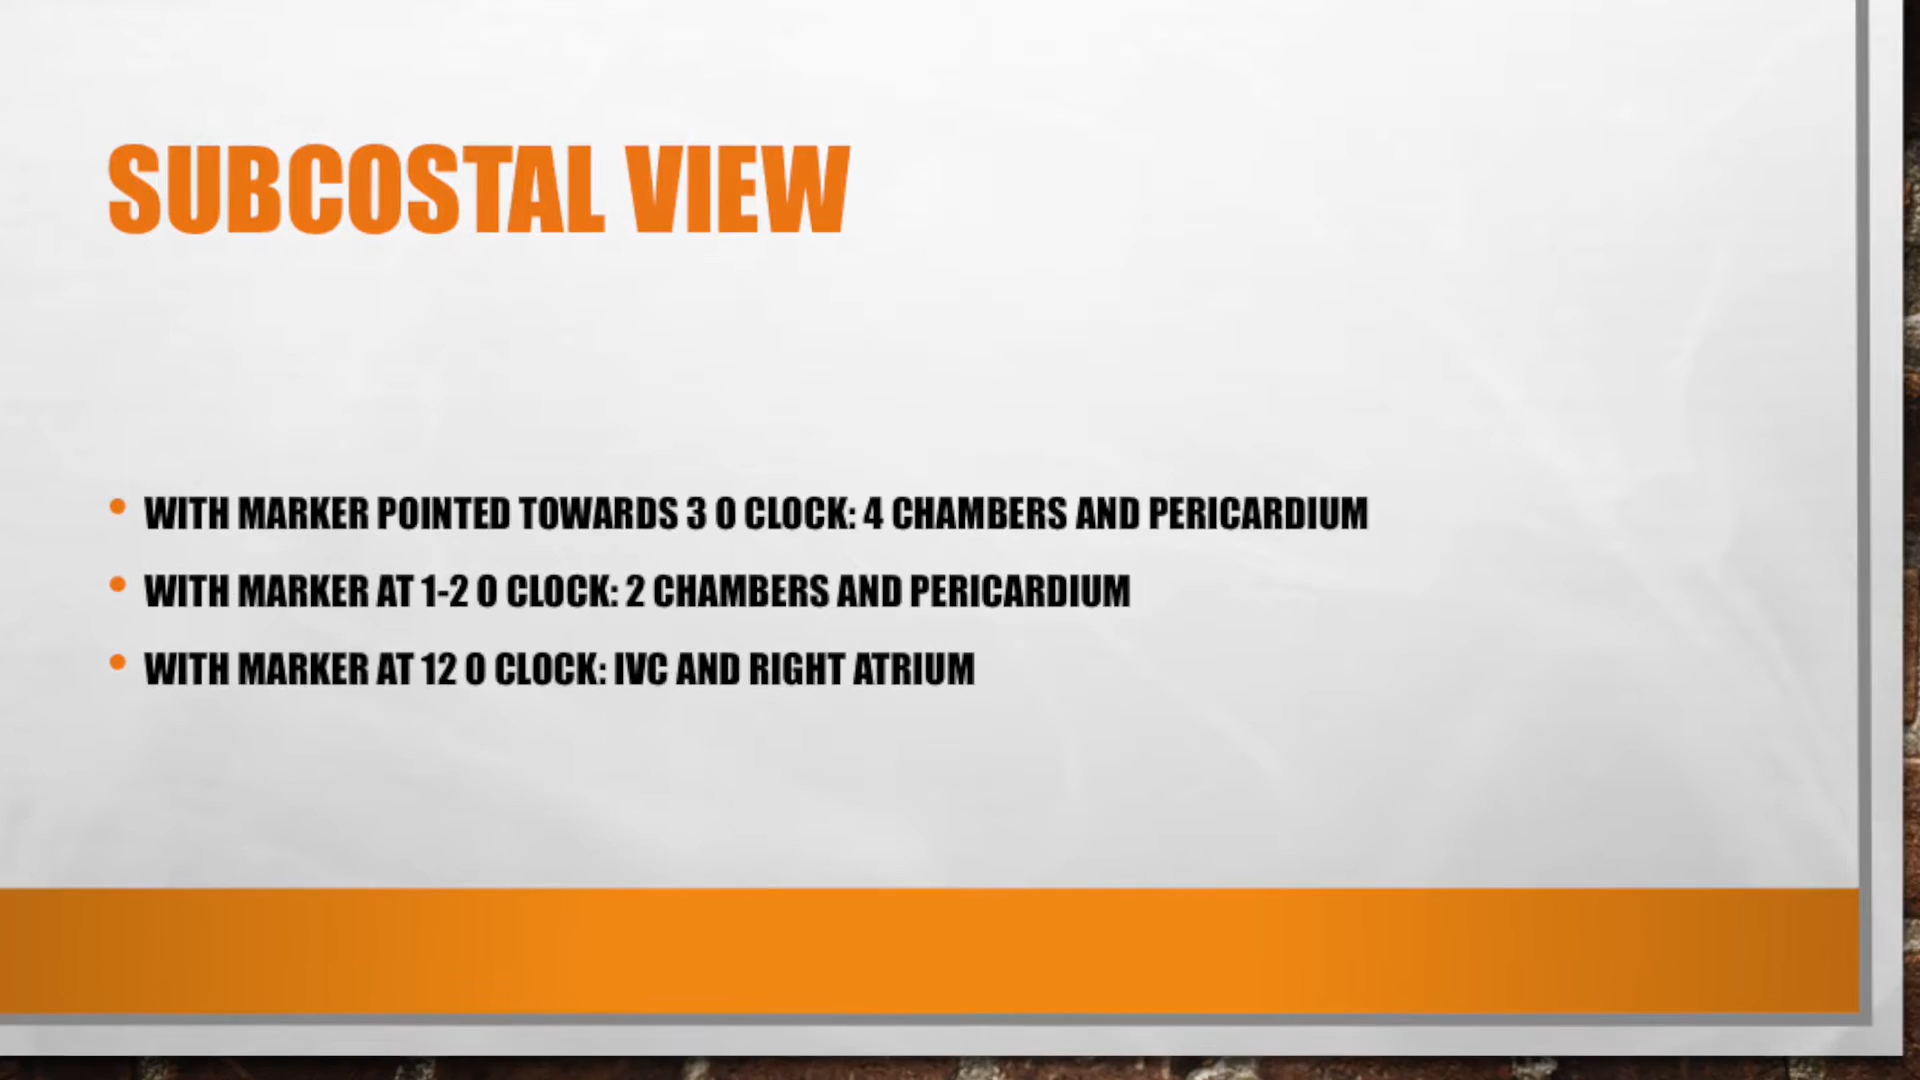 SUBCOSTAL VIEW
• WITH MARKER POINTED TOWARDS 3 O CLOCK: 4 CHAMBERS AND PERICARDIUM
• WITH MARKER AT 1-2 O CLOCK: 2 CHAMBERS AND PERICARDIUM
• WITH MARKER AT 12 O CLOCK: IVC AND RIGHT ATRIUM